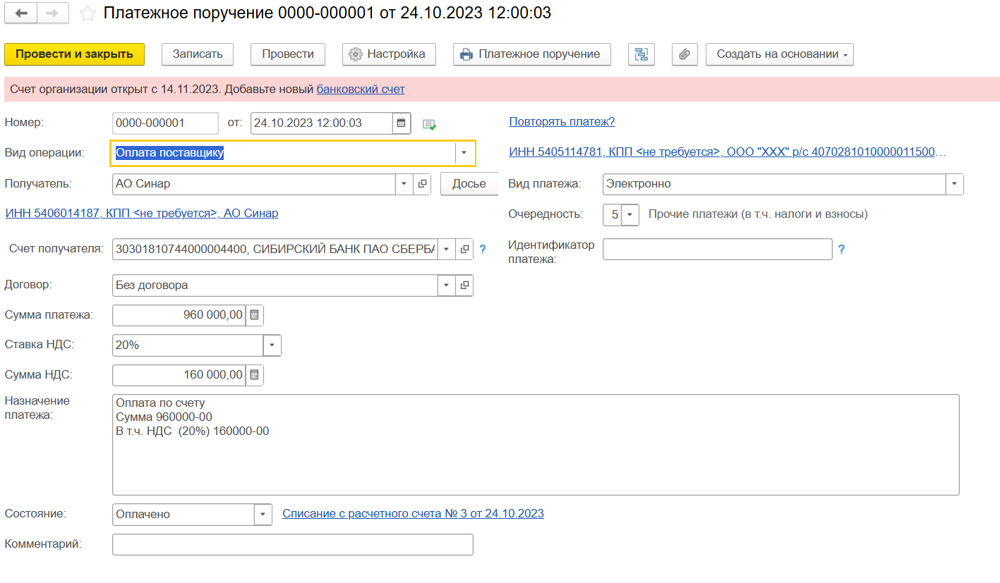 Платежное поручение 0000-000001 от 24.10.2023 12:00:03
Провести и закрыть
Записать
Провести
Настройка
Платежное поручение
Создать на основании
Счет организации открыт с 14.11.2023. Добавьте новый банковский счет
Номер: 0000-000001 от: 24.10.2023 12:00:03 Повторять платеж?
Вид операции: Оплата поставщику ИНН 5405114781, КПП <не требуется>, ООО "XXX" р/с 4070281010000011500…
Получатель: АО Синар Досье Вид платежа: Электронно
ИНН 5406014187, КПП <не требуется>, АО Синар Очередность: 5 Прочие платежи (в т.ч. налоги и взносы)
Счет получателя: 30301810744000004400, СИБИРСКИЙ БАНК ПАО СБЕРБА ? Идентификатор
платежа: ?
Договор: Без договора
Сумма платежа: 960 000,00
Ставка НДС: 20%
Сумма НДС: 160 000,00
Назначение
платежа:
Оплата по счету
Сумма 960000-00
В т.ч. НДС (20%) 160000-00
Состояние: Оплачено Списание с расчетного счета № 3 от 24.10.2023
Комментарий: